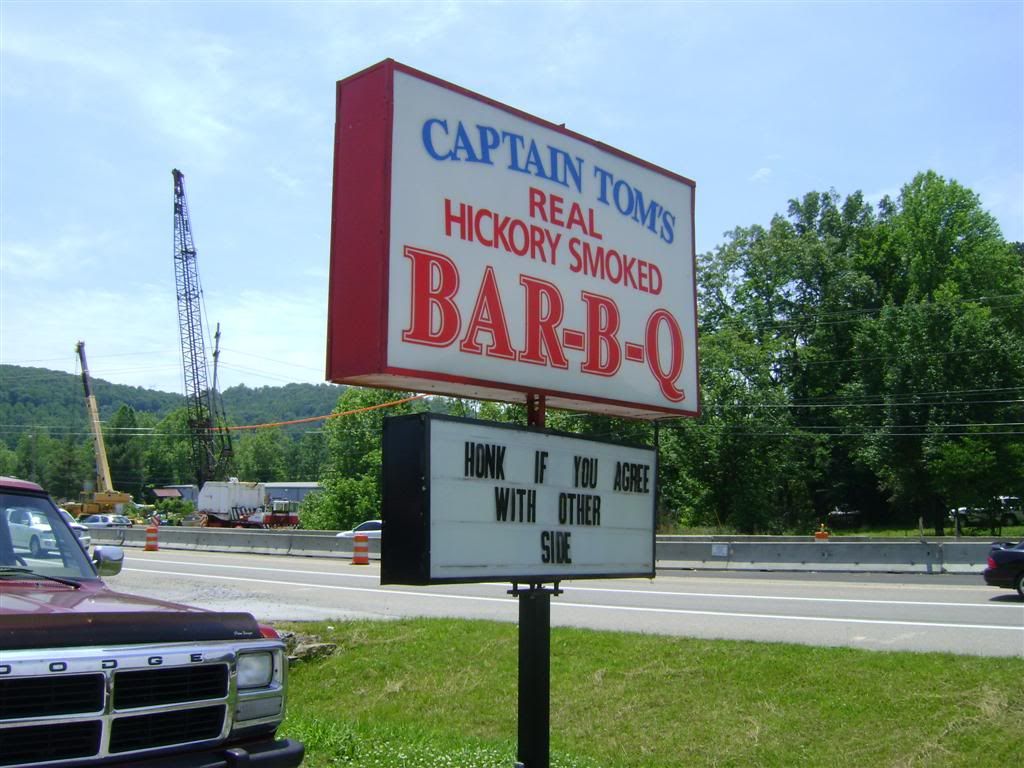 CAPTAIN TOM'S
REAL
HICKORY SMOKED
BAR-B-Q
HONK IF YOU AGREE
WITH OTHER
SIDE
DODGE